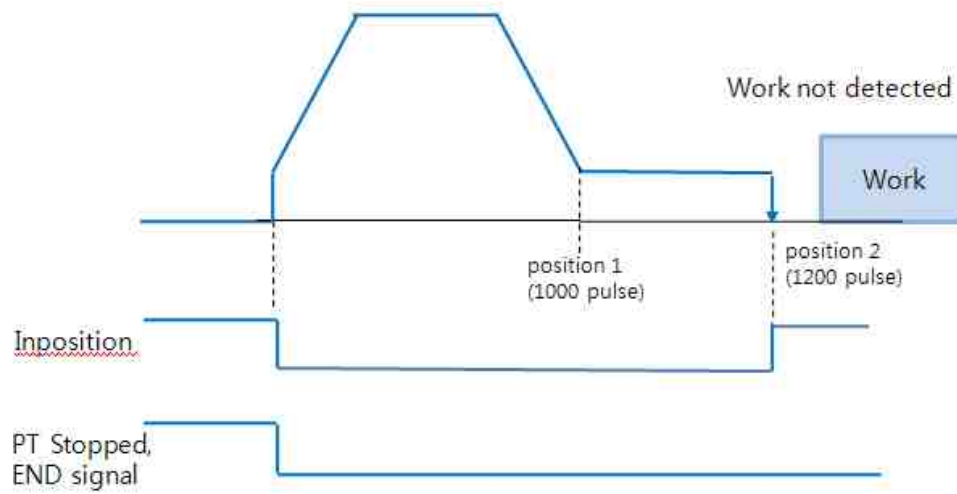 Work not detected
Work
position 1
(1000 pulse)
position 2
(1200 pulse)
Inposition
PT Stopped,
END signal